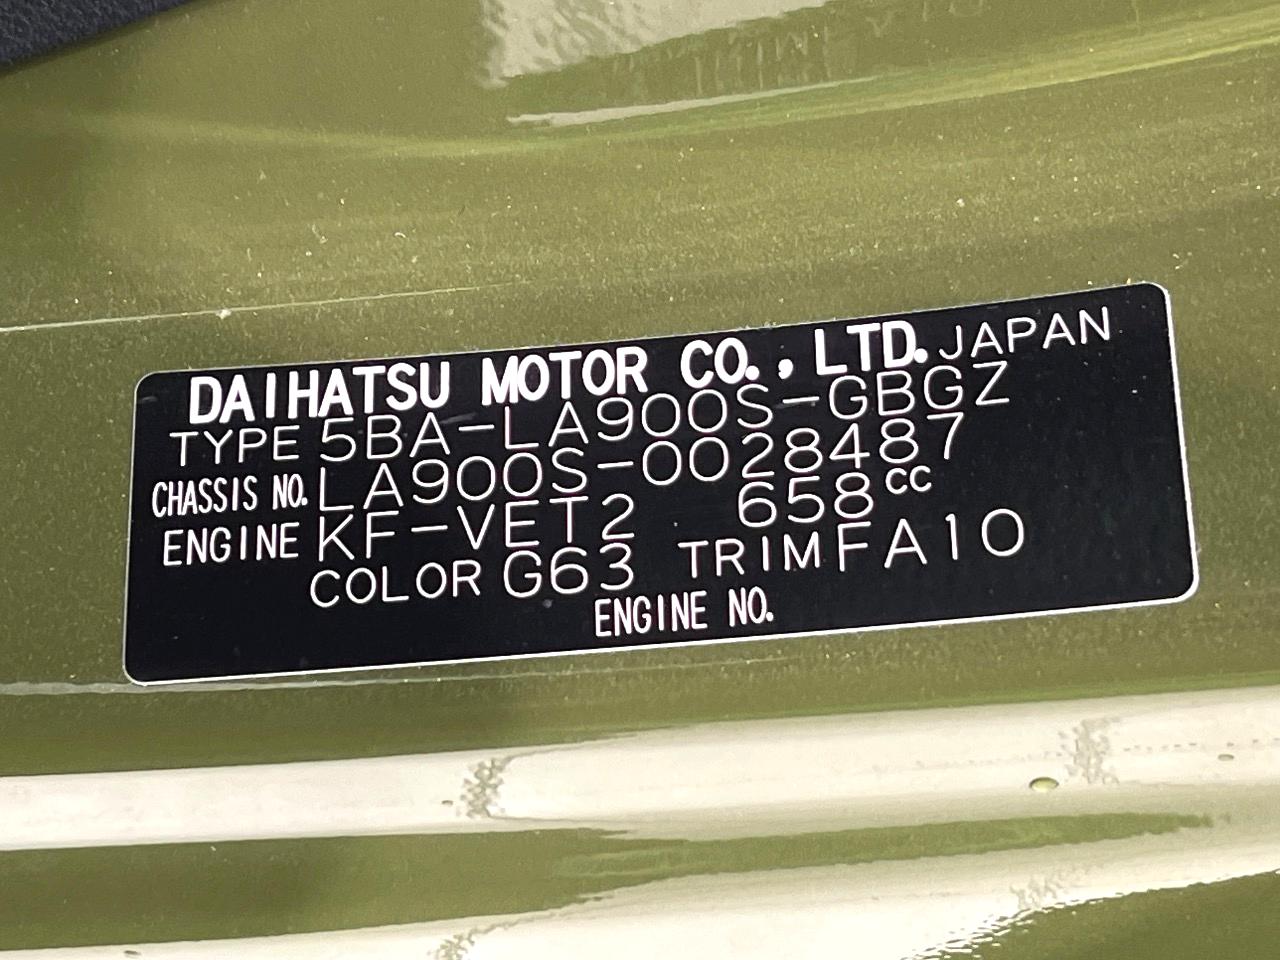 DAIHATSU MOTOR CO., LTD. JAPAN
TYPE 5BA-LA900S-GBGZ
CHASSIS NO. LA900S-0028487
ENGINE KF-VET2 658cc
COLOR G63 TRIM FA10
ENGINE NO.